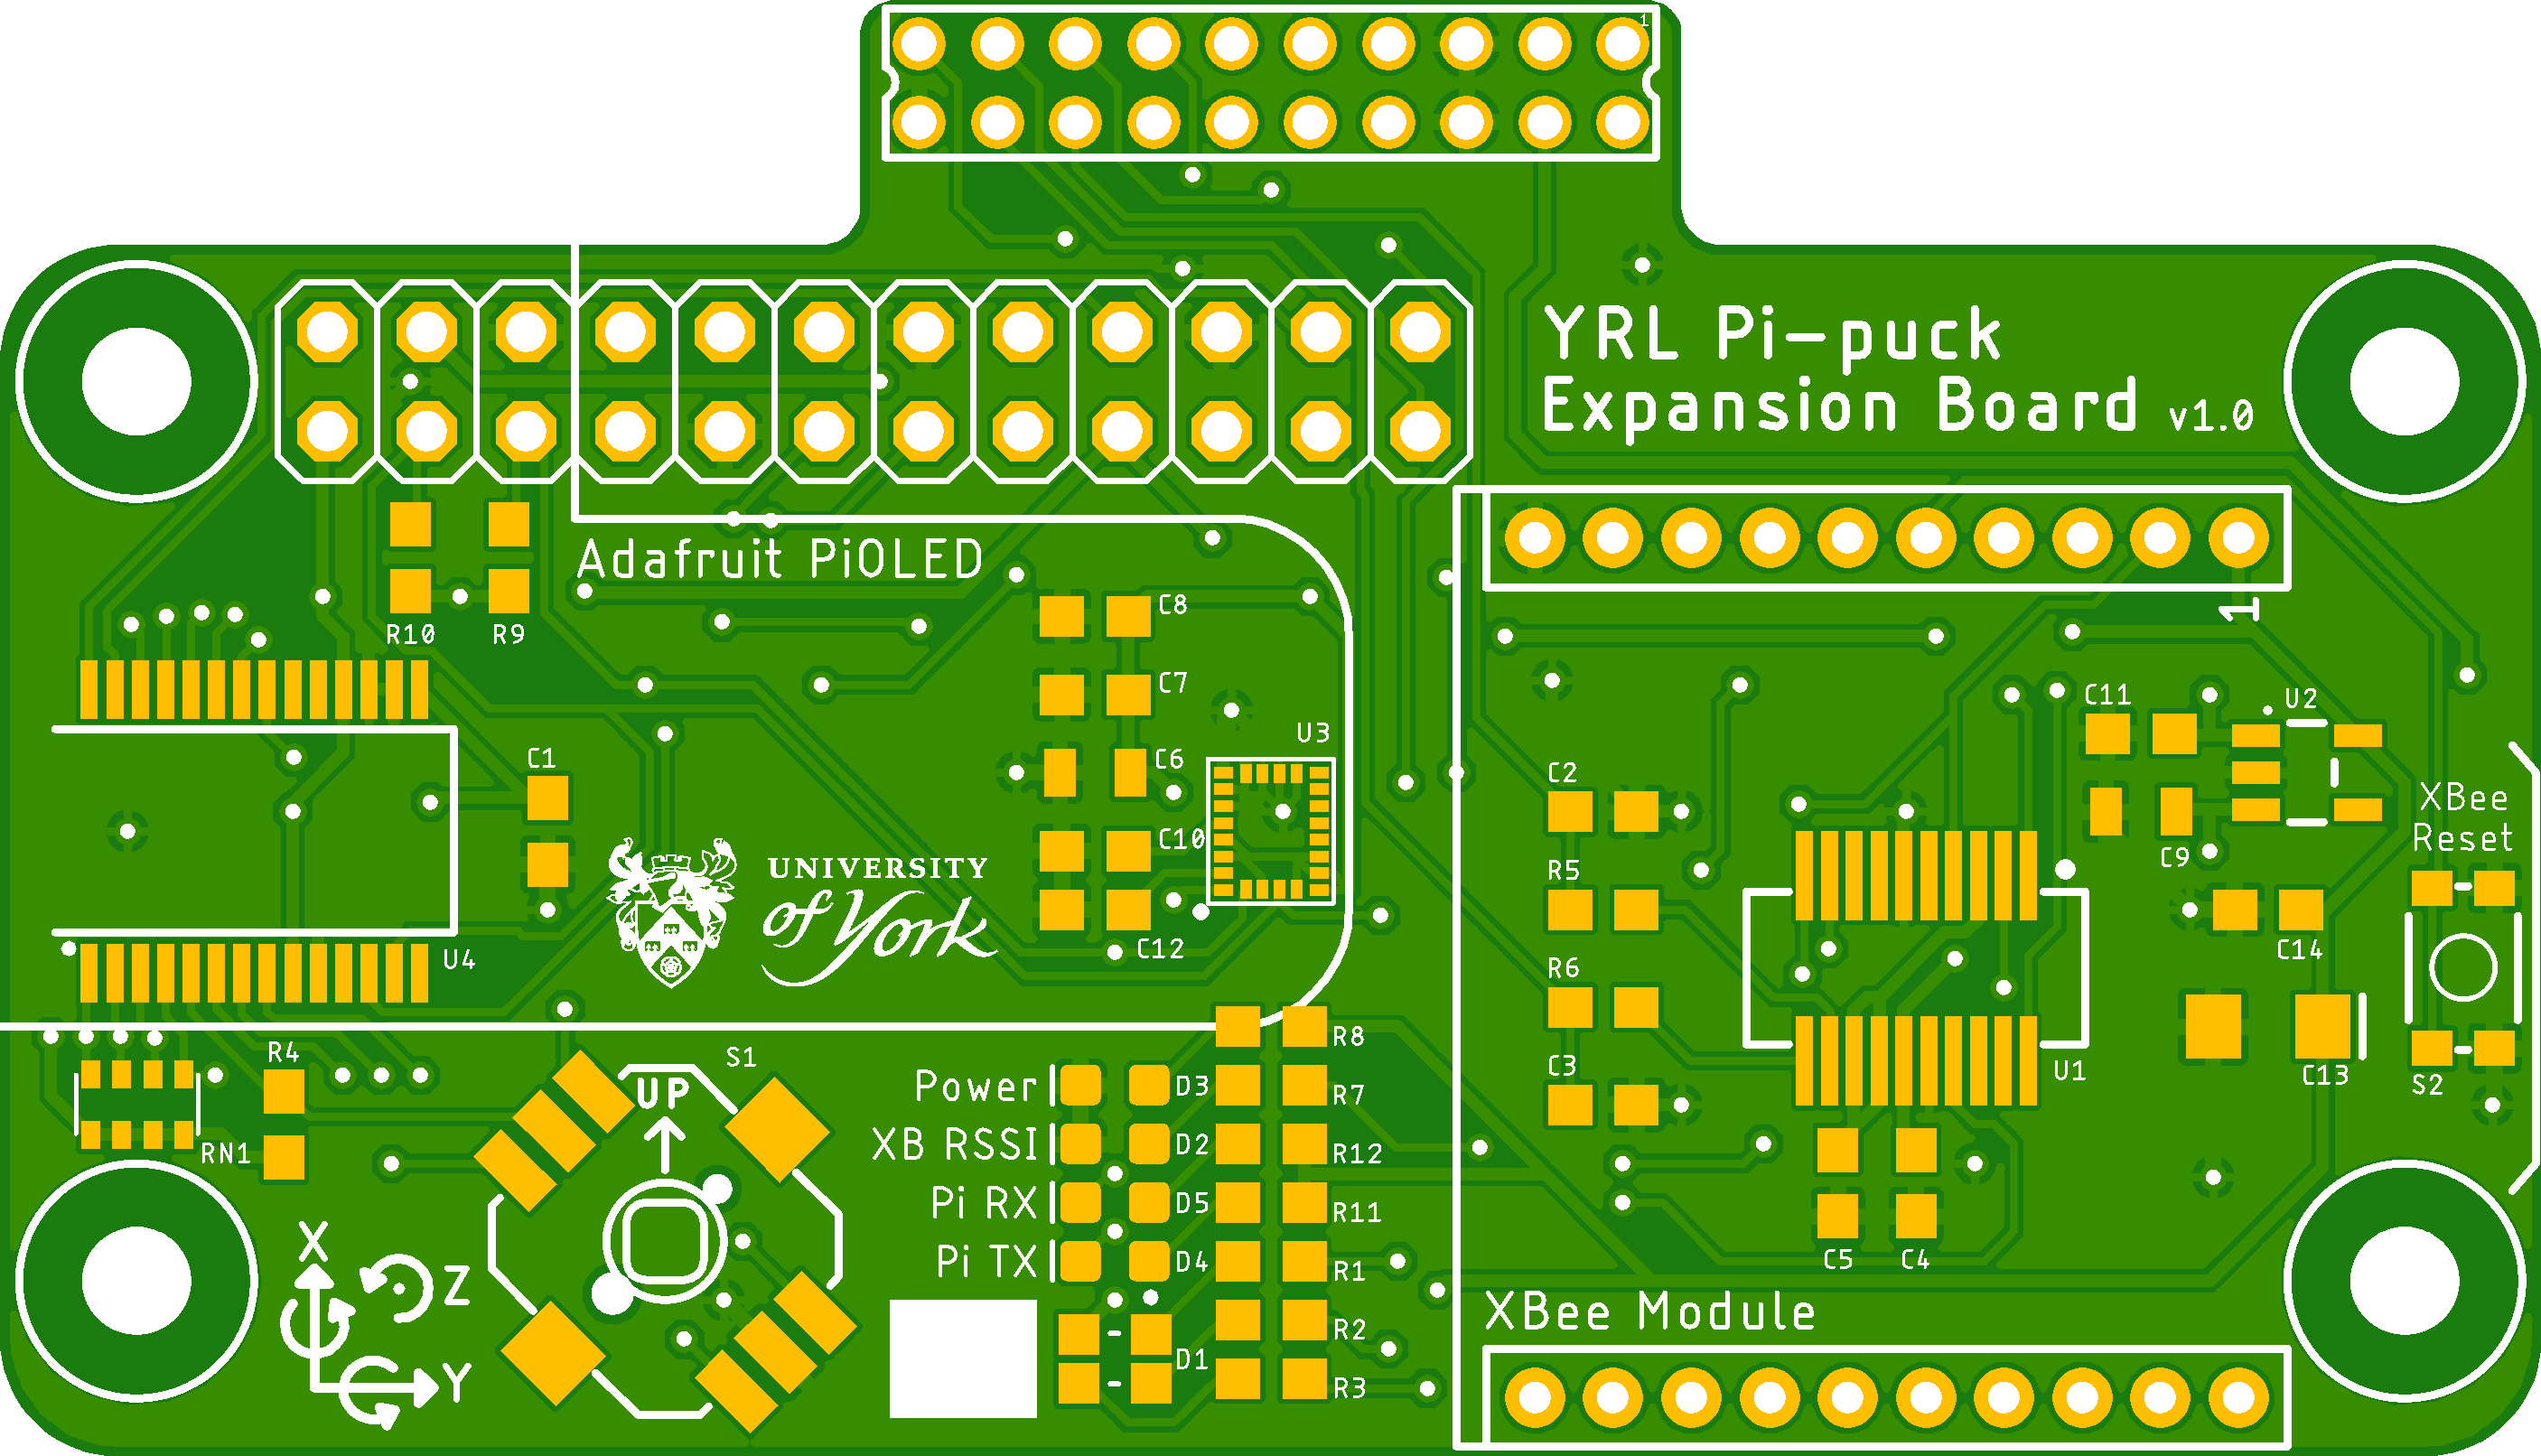 1
YRL Pi-puck
Expansion Board v1.0
Adafruit PiOLED
R10
R9
C8
C7
C6
C10
C12
U3
1
C11
U2
C1
C2
R5
R6
C3
C9
C14
C13
XBee
Reset
S2
U1
C5
C4
UNIVERSITY
of York
U4
R4
RN1
S1
UP
Power
D3
XB RSSI
D2
Pi RX
D5
Pi TX
D4
D1
R8
R7
R12
R11
R1
R2
R3
X
Z
Y
XBee Module